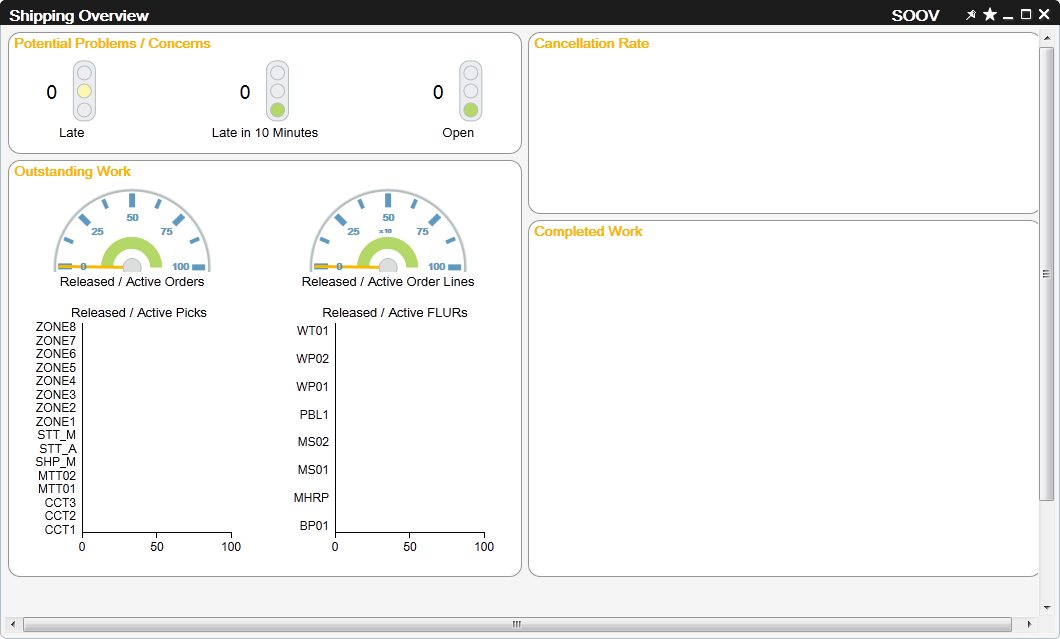 Shipping Overview SOOV
Potential Problems / Concerns
0 0 0
Late Late in 10 Minutes Open
Outstanding Work
0 25 50 75 100
Released / Active Orders
0 25 50 75 100
x10
Released / Active Order Lines
Released / Active Picks
ZONE8
ZONE7
ZONE6
ZONE5
ZONE4
ZONE3
ZONE2
ZONE1
STT_M
STT_A
SHP_M
MTT02
MTT01
CCT3
CCT2
CCT1
0 50 100
Released / Active FLURs
WT01
WP02
WP01
PBL1
MS02
MS01
MHRP
BP01
0 50 100
Cancellation Rate
Completed Work